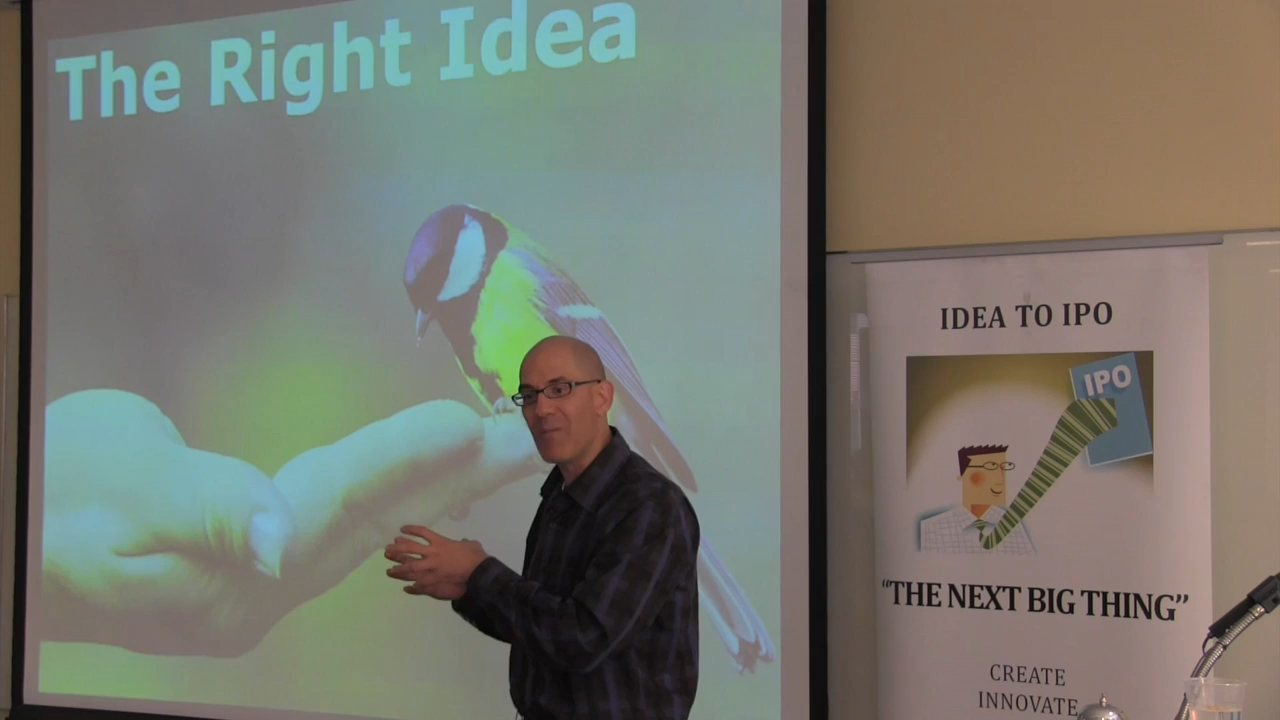 The Right Idea
IDEA TO IPO
IPO
“THE NEXT BIG THING”
CREATE
INNOVATE